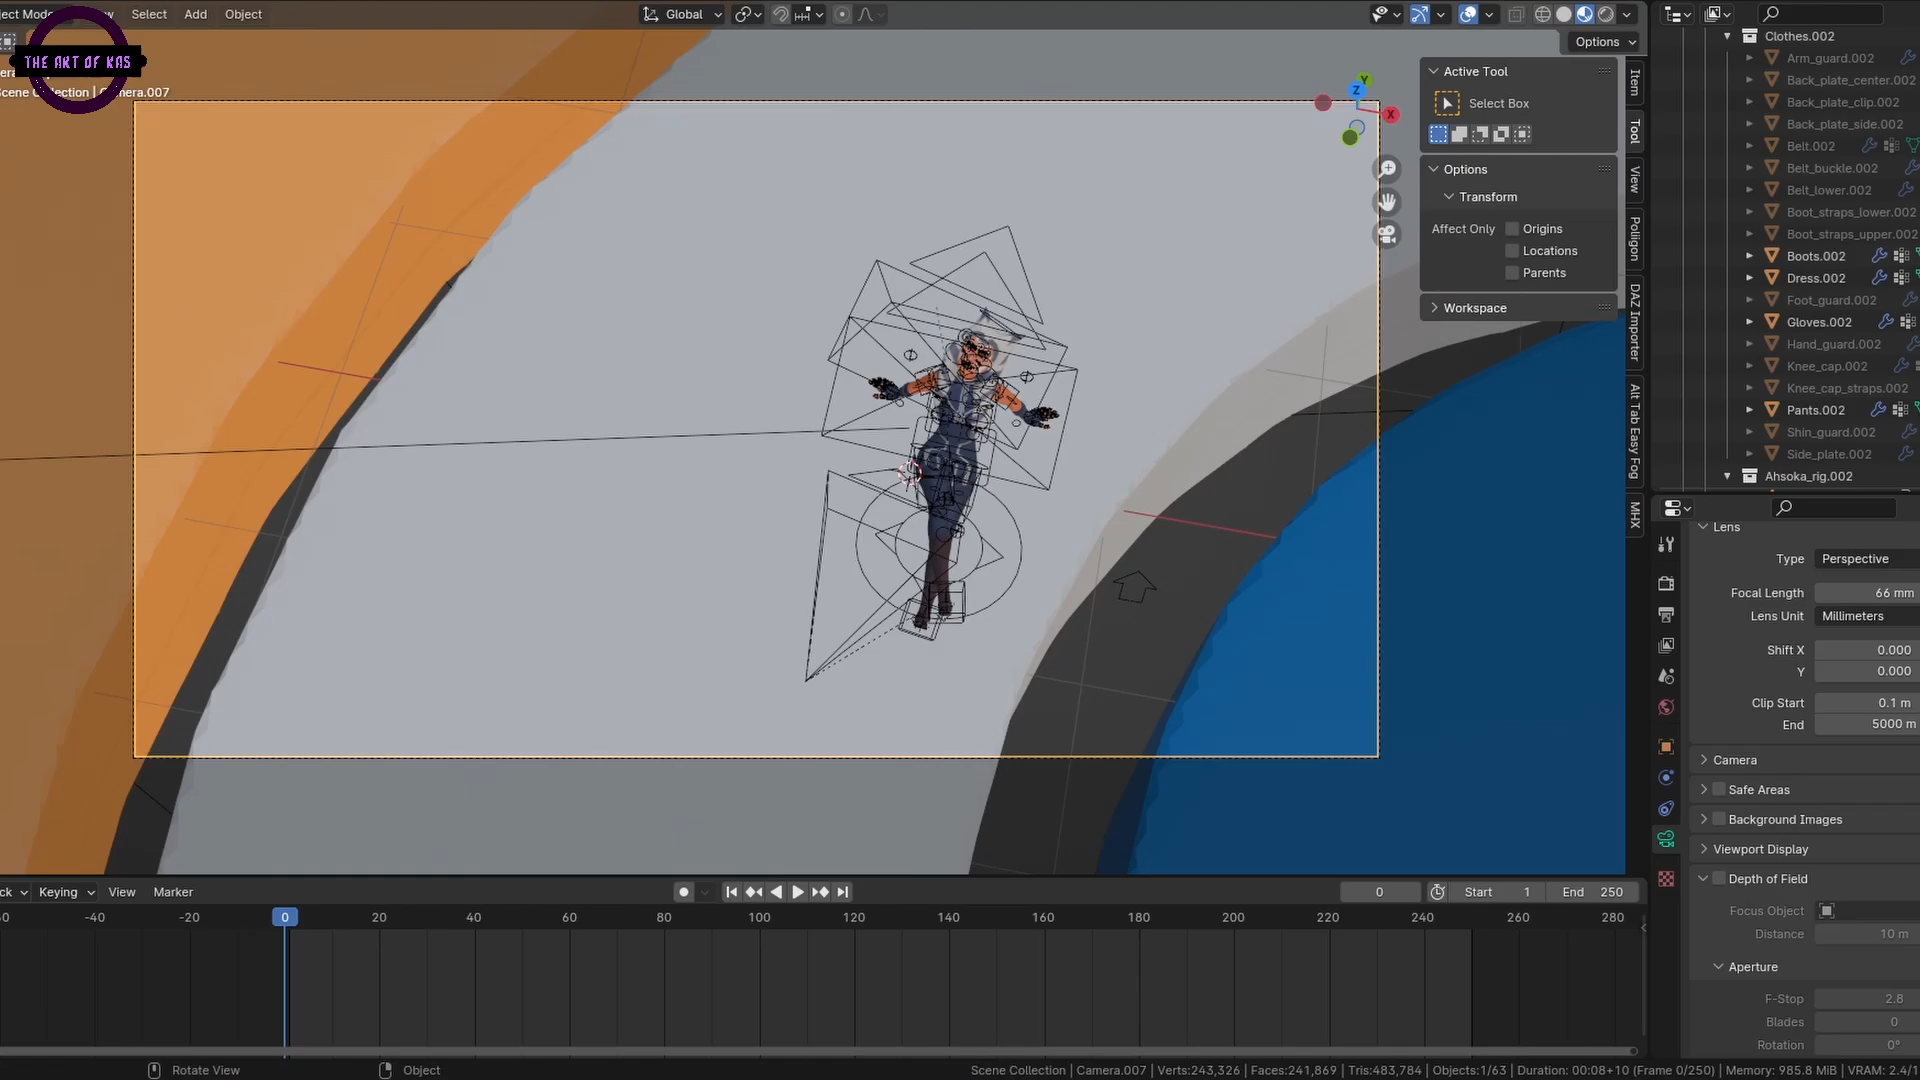 ject Mode
Select
Add
Object
Global
Options
THE ART OF KAS
Scene Collection | Camera.007
Active Tool
Select Box
Options
Transform
Affect Only
Origins
Locations
Parents
Workspace
Item
Tool
View
Poliigon
DAZ Importer
Alt Tab Easy Fog
MHX
Z
Y
X
Clothes.002
Arm_guard.002
Back_plate_center.002
Back_plate_clip.002
Back_plate_side.002
Belt.002
Belt_buckle.002
Belt_lower.002
Boot_straps_lower.002
Boot_straps_upper.002
Boots.002
Dress.002
Foot_guard.002
Gloves.002
Hand_guard.002
Knee_cap.002
Knee_cap_straps.002
Pants.002
Shin_guard.002
Side_plate.002
Ahsoka_rig.002
Lens
Type Perspective
Focal Length 66 mm
Lens Unit Millimeters
Shift X 0.000
Y 0.000
Clip Start 0.1 m
End 5000 m
Camera
Safe Areas
Background Images
Viewport Display
Depth of Field
Focus Object
Distance 10 m
Aperture
F-Stop 2.8
Blades 0
Rotation 0°
ck Keying View Marker
0 Start 1 End 250
-40 -20 0 20 40 60 80 100 120 140 160 180 200 220 240 260 280
Rotate View
Object
Scene Collection | Camera.007 | Verts:243,326 | Faces:241,869 | Tris:483,784 | Objects:1/63 | Duration: 00:08+10 (Frame 0/250) | Memory: 985.8 MiB | VRAM: 2.4/1